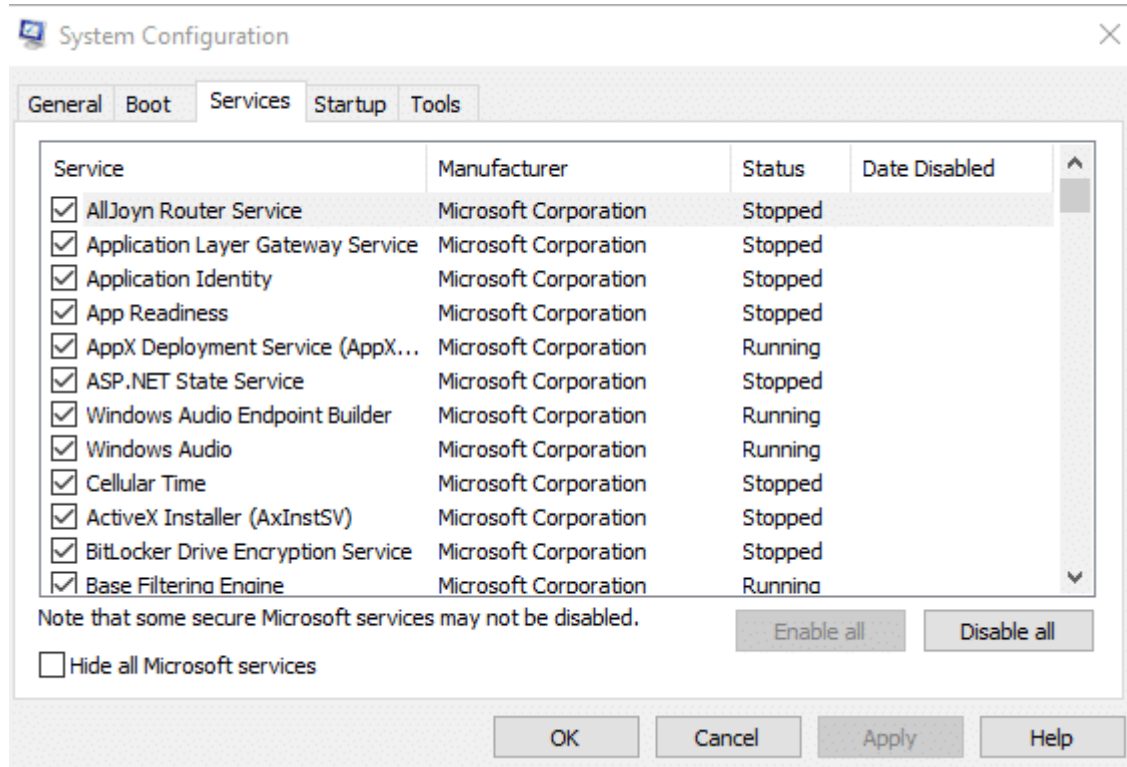 System Configuration
General Boot Services Startup Tools
Service Manufacturer Status Date Disabled
AllJoyn Router Service Microsoft Corporation Stopped
Application Layer Gateway Service Microsoft Corporation Stopped
Application Identity Microsoft Corporation Stopped
App Readiness Microsoft Corporation Stopped
AppX Deployment Service (AppX... Microsoft Corporation Running
ASP.NET State Service Microsoft Corporation Stopped
Windows Audio Endpoint Builder Microsoft Corporation Running
Windows Audio Microsoft Corporation Running
Cellular Time Microsoft Corporation Stopped
ActiveX Installer (AxInstSV) Microsoft Corporation Stopped
BitLocker Drive Encryption Service Microsoft Corporation Stopped
Base Filtering Engine Microsoft Corporation Running
Note that some secure Microsoft services may not be disabled.
Enable all Disable all
Hide all Microsoft services
OK Cancel Apply Help